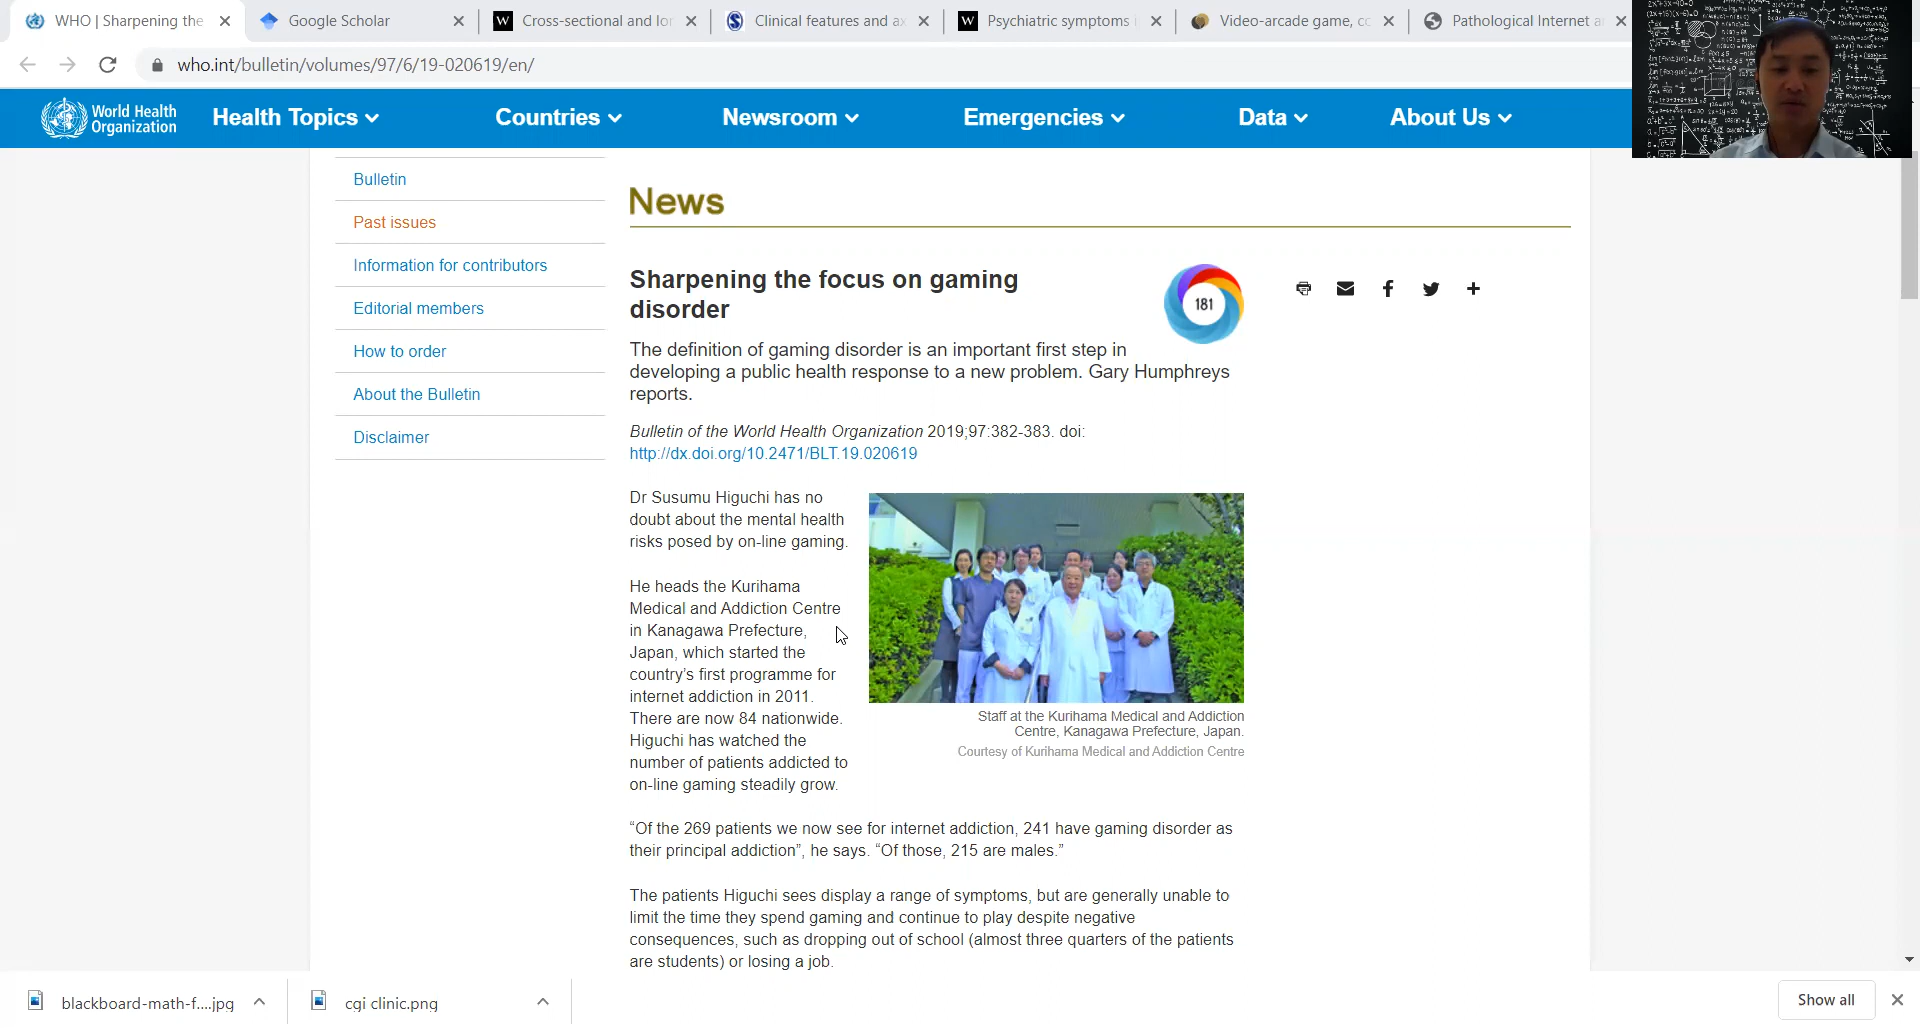 WHO | Sharpening the
Google Scholar
Cross-sectional and lor
Clinical features and ax
Psychiatric symptoms i
Video-arcade game, co
Pathological Internet a
who.int/bulletin/volumes/97/6/19-020619/en/
World Health
Organization
Health Topics
Countries
Newsroom
Emergencies
Data
About Us
Bulletin
Past issues
Information for contributors
Editorial members
How to order
About the Bulletin
Disclaimer
News
Sharpening the focus on gaming
disorder
181
The definition of gaming disorder is an important first step in
developing a public health response to a new problem. Gary Humphreys
reports.
Bulletin of the World Health Organization 2019;97:382-383. doi:
http://dx.doi.org/10.2471/BLT.19.020619
Dr Susumu Higuchi has no
doubt about the mental health
risks posed by on-line gaming.
He heads the Kurihama
Medical and Addiction Centre
in Kanagawa Prefecture,
Japan, which started the
country's first programme for
internet addiction in 2011.
There are now 84 nationwide.
Higuchi has watched the
number of patients addicted to
on-line gaming steadily grow.
Staff at the Kurihama Medical and Addiction
Centre, Kanagawa Prefecture, Japan.
Courtesy of Kurihama Medical and Addiction Centre
“Of the 269 patients we now see for internet addiction, 241 have gaming disorder as
their principal addiction”, he says. “Of those, 215 are males.”
The patients Higuchi sees display a range of symptoms, but are generally unable to
limit the time they spend gaming and continue to play despite negative
consequences, such as dropping out of school (almost three quarters of the patients
are students) or losing a job.
blackboard-math-f....jpg
cgi clinic.png
Show all